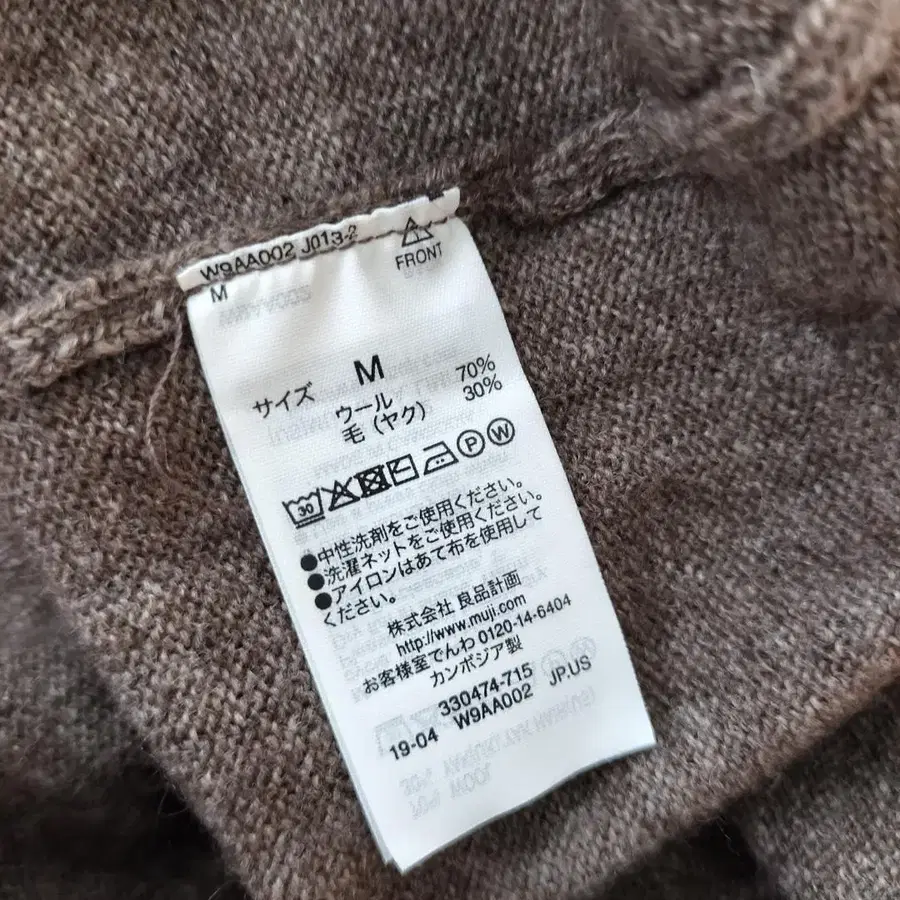 W9AA002 J013-2
M
FRONT
サイズ M
ウール 70%
毛（ヤク） 30%
30 P W
●中性洗剤をご使用ください。
●洗濯ネットをご使用ください。
●アイロンはあて布を使用して
ください。
株式会社 良品計画
http://www.muji.com
お客様室でんわ 0120-14-6404
カンボジア製
330474-715
19-04 W9AA002 JP.US